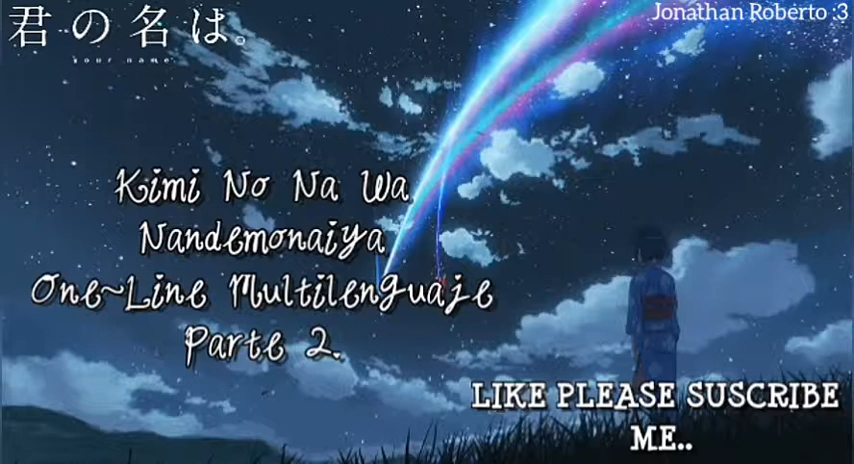 君の名は。
your name
Jonathan Roberto :3
Kimi No Na Wa
Nandemonaiya
One~Line Multilenguaje
Parte 2.
LIKE PLEASE SUSCRIBE
ME..